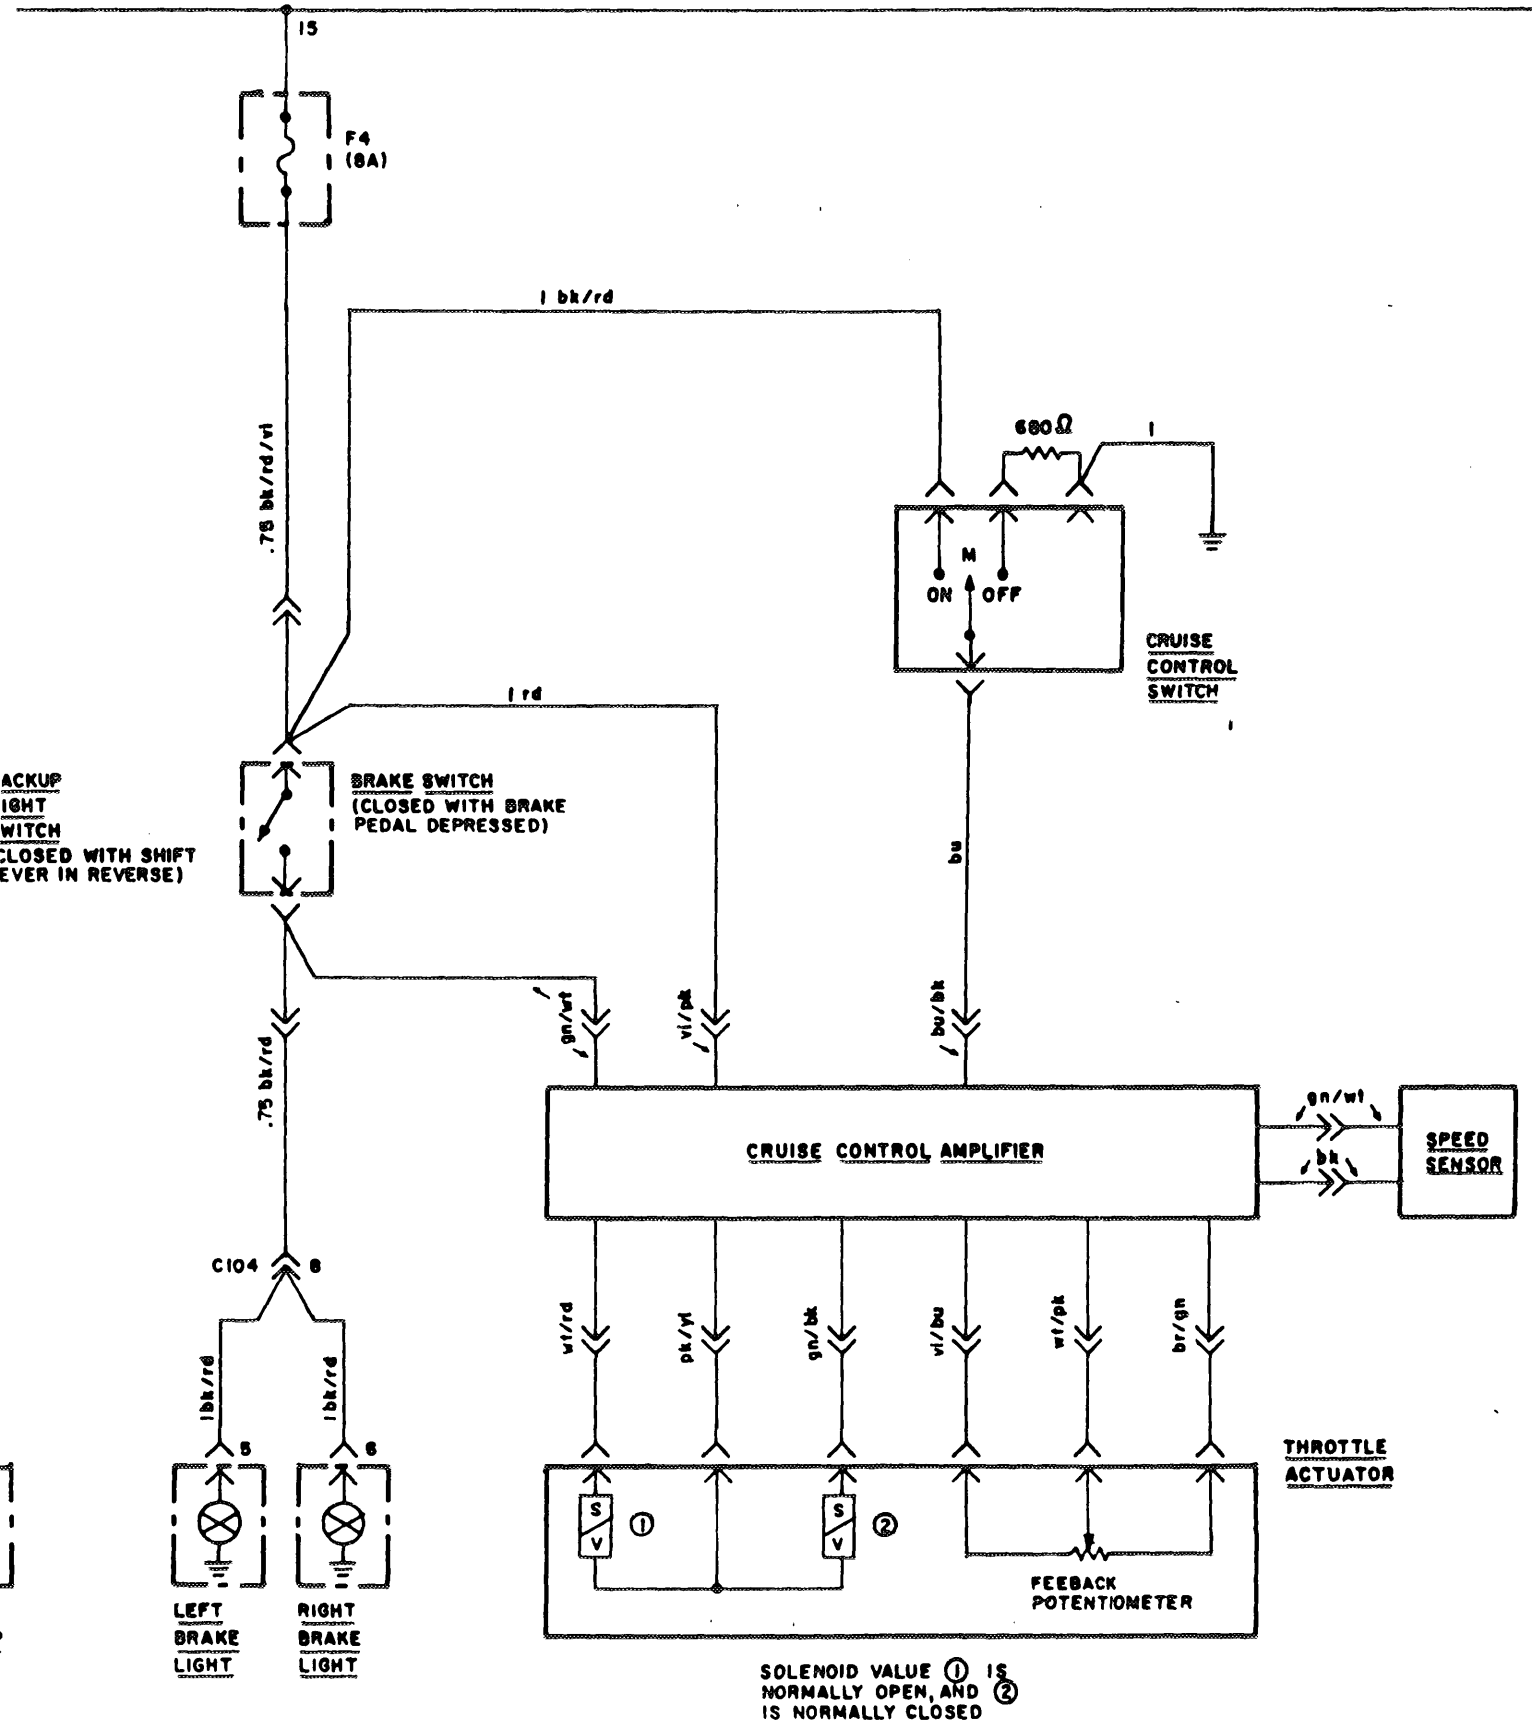 15
F4
(8A)
1 bk/rd
.75 bk/rd/vi
680Ω
1
M
ON OFF
CRUISE
CONTROL
SWITCH
1 rd
ACKUP
IGHT
WITCH
CLOSED WITH SHIFT
EVER IN REVERSE)
BRAKE SWITCH
(CLOSED WITH BRAKE
PEDAL DEPRESSED)
bu
gn/wt
vi/pk
bu/bk
.75 bk/rd
CRUISE CONTROL AMPLIFIER
gn/wt
bk
SPEED
SENSOR
C104 8
wt/rd
pk/yl
gn/bk
vi/bu
wt/pk
br/gn
1bk/rd
1bk/rd
5
6
THROTTLE
ACTUATOR
S
V
①
S
V
②
FEEBACK
POTENTIOMETER
LEFT
BRAKE
LIGHT
RIGHT
BRAKE
LIGHT
SOLENOID VALUE ① IS
NORMALLY OPEN, AND ②
IS NORMALLY CLOSED